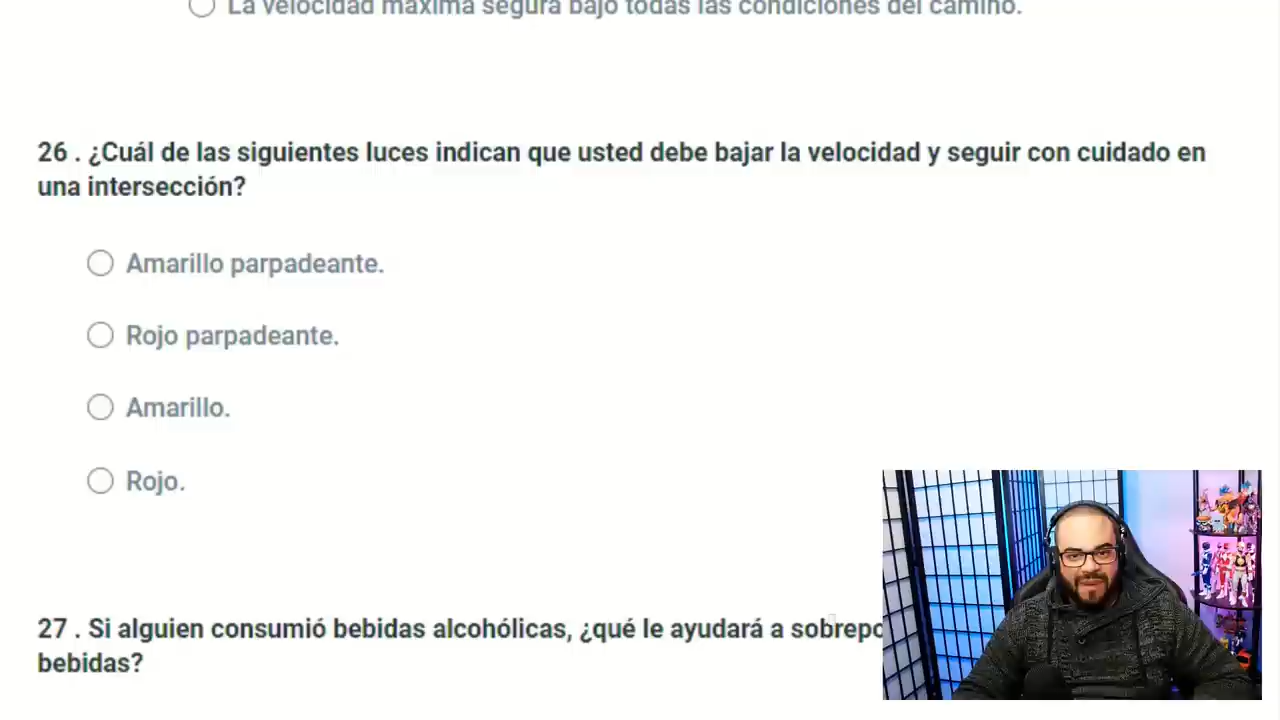 La velocidad máxima segura bajo todas las condiciones del camino.
26 . ¿Cuál de las siguientes luces indican que usted debe bajar la velocidad y seguir con cuidado en
una intersección?
Amarillo parpadeante.
Rojo parpadeante.
Amarillo.
Rojo.
27 . Si alguien consumió bebidas alcohólicas, ¿qué le ayudará a
bebidas?